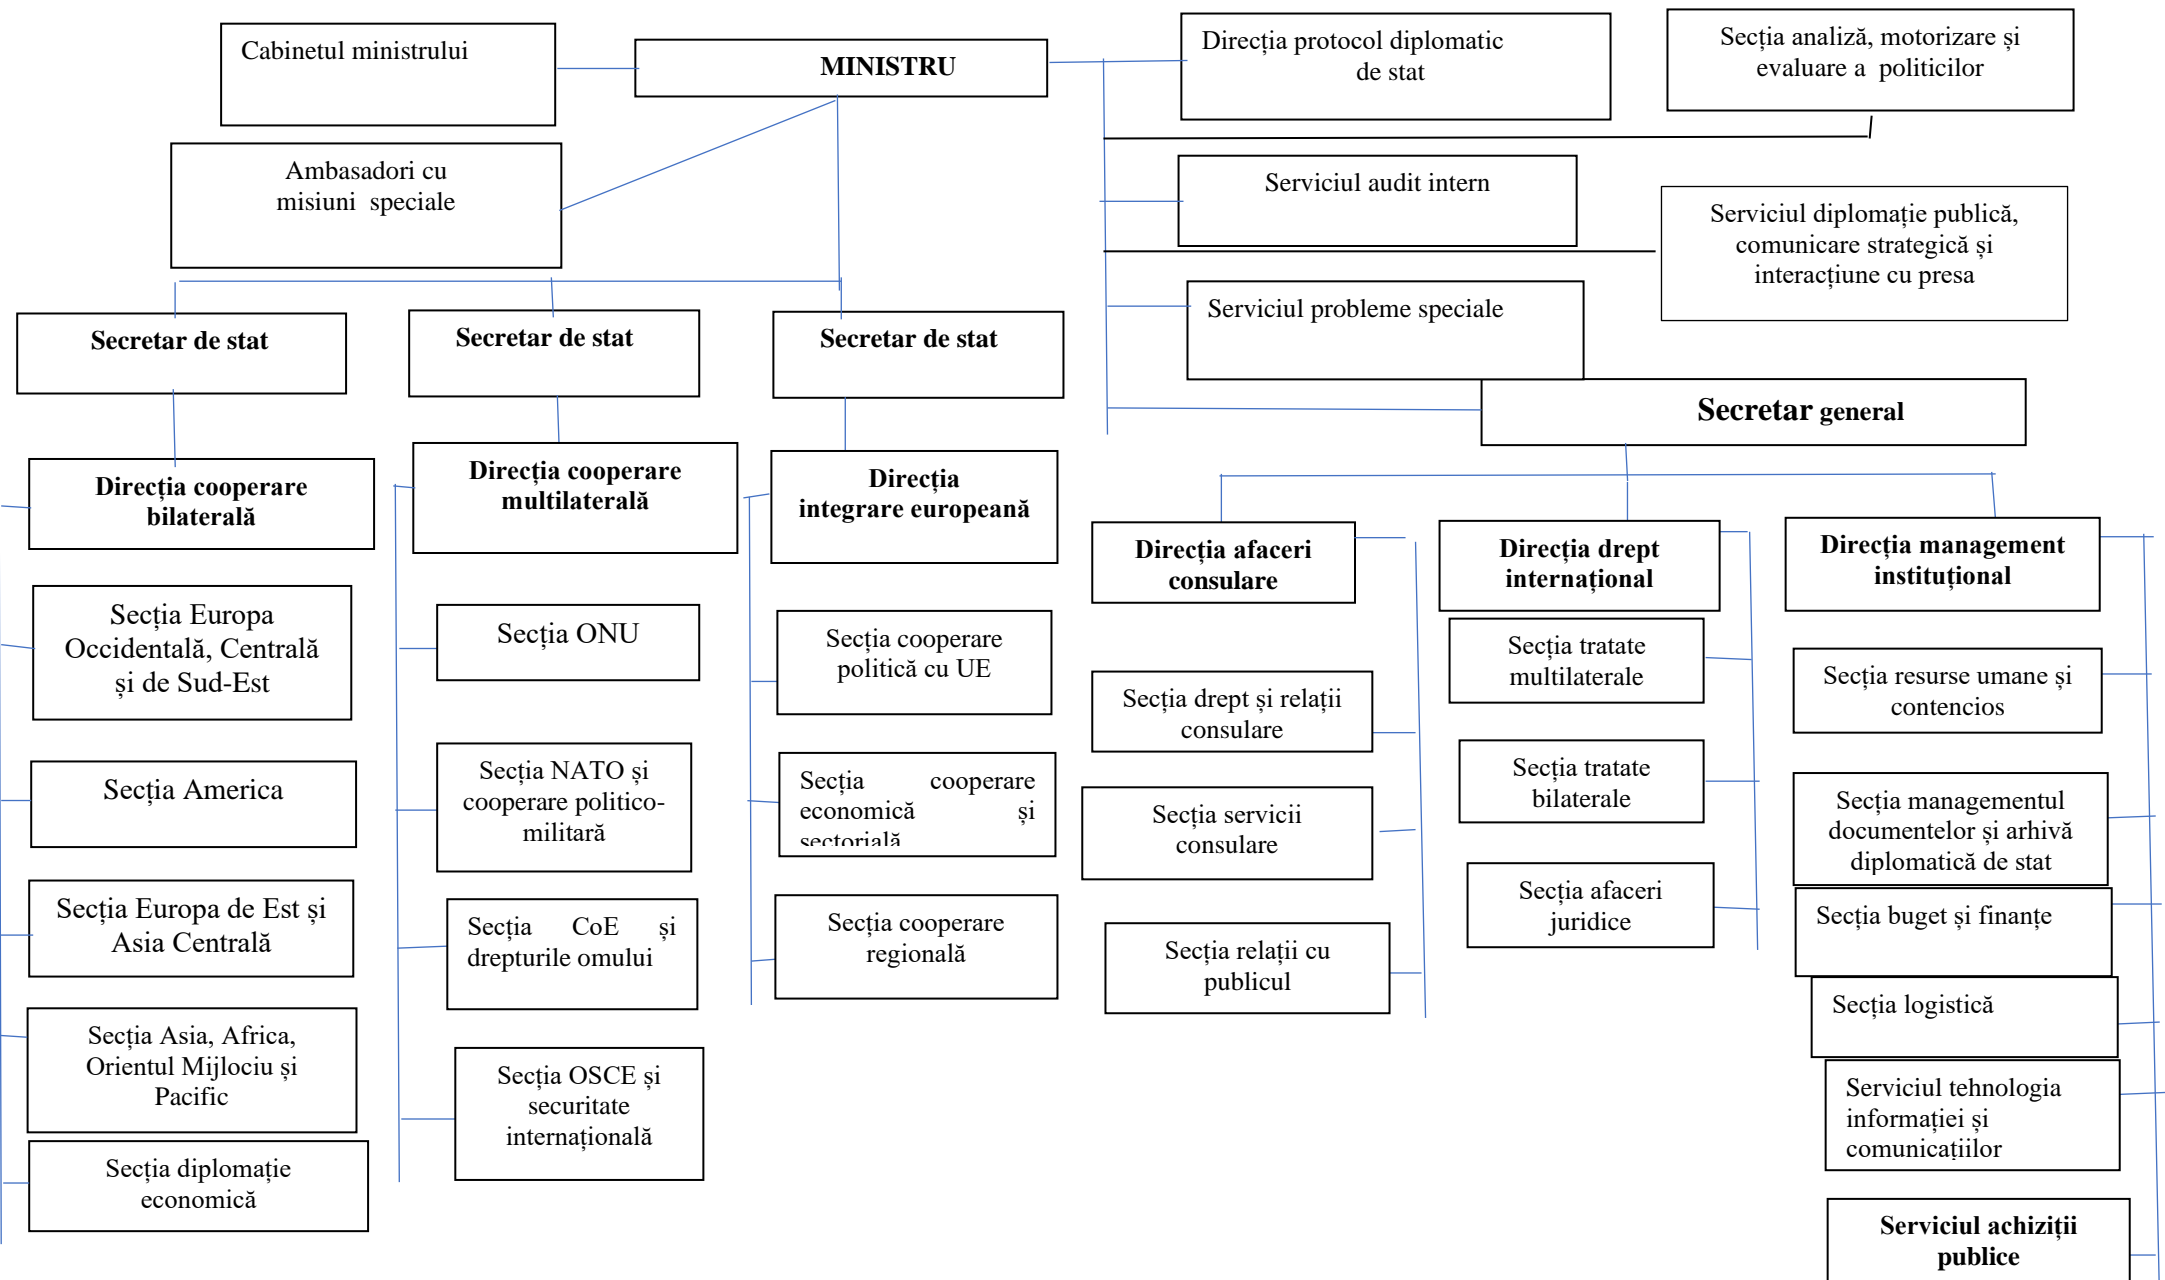 Cabinetul ministrului
MINISTRU
Direcția protocol diplomatic
de stat
Secția analiză, motorizare și
evaluare a politicilor
Ambasadori cu
misiuni speciale
Serviciul audit intern
Serviciul diplomație publică,
comunicare strategică și
interacțiune cu presa
Serviciul probleme speciale
Secretar de stat
Secretar de stat
Secretar de stat
Secretar general
Direcția cooperare
bilaterală
Direcția cooperare
multilaterală
Direcția
integrare europeană
Direcția afaceri
consulare
Direcția drept
internațional
Direcția management
instituțional
Secția Europa
Occidentală, Centrală
și de Sud-Est
Secția America
Secția Europa de Est și
Asia Centrală
Secția Asia, Africa,
Orientul Mijlociu și
Pacific
Secția diplomație
economică
Secția ONU
Secția NATO și
cooperare politico-
militară
Secția CoE și
drepturile omului
Secția OSCE și
securitate
internațională
Secția cooperare
politică cu UE
Secția cooperare
economică și
sectorială
Secția cooperare
regională
Secția drept și relații
consulare
Secția servicii
consulare
Secția relații cu
publicul
Secția tratate
multilaterale
Secția tratate
bilaterale
Secția afaceri
juridice
Secția resurse umane și
contencios
Secția managementul
documentelor și arhivă
diplomatică de stat
Secția buget și finanțe
Secția logistică
Serviciul tehnologia
informației și
comunicațiilor
Serviciul achiziții
publice